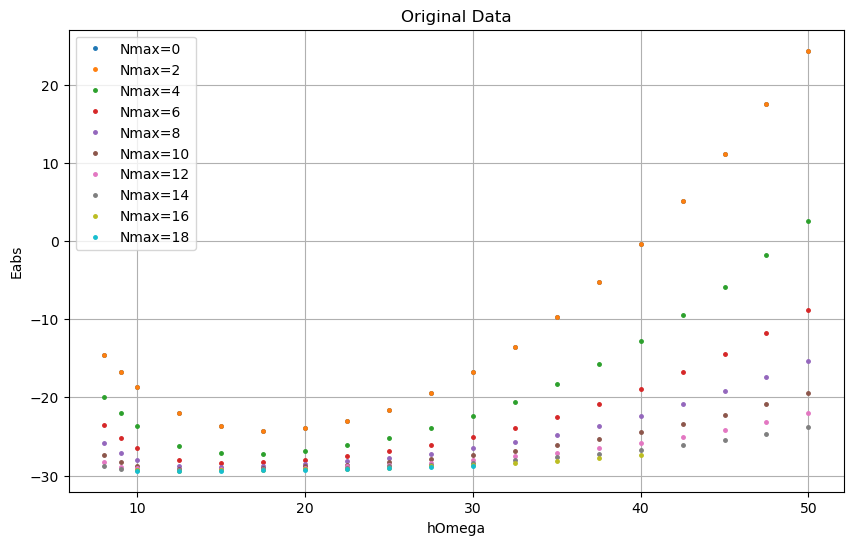 Original Data
Nmax=0
Nmax=2
Nmax=4
Nmax=6
Nmax=8
Nmax=10
Nmax=12
Nmax=14
Nmax=16
Nmax=18
Eabs
20
10
0
−10
−20
−30
10
20
30
40
50
hOmega